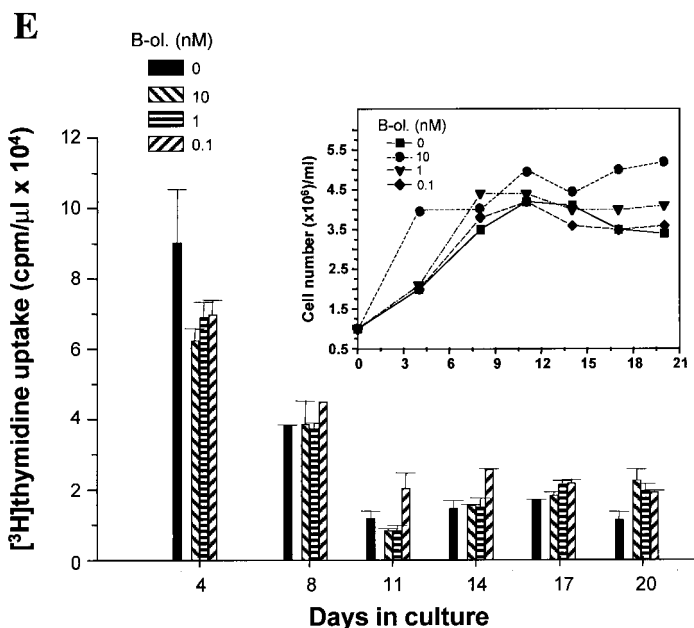 E
B-ol. (nM)
0
10
1
0.1
[³H]thymidine uptake (cpm/μl x 10⁴)
12
10
8
6
4
2
0
4 8 11 14 17 20
Days in culture
B-ol. (nM)
0
10
1
0.1
Cell number (x10⁶)/ml)
5.5
4.5
3.5
2.5
1.5
0.5
0 3 6 9 12 15 18 21